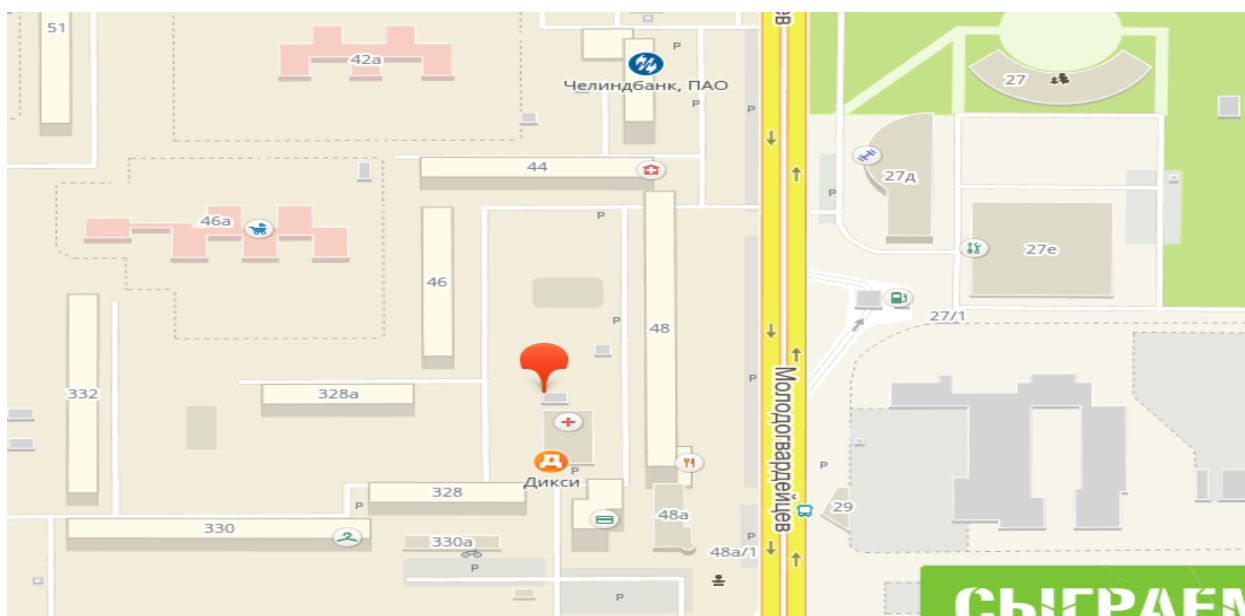 51
42а
Челиндбанк, ПАО
Р
Р
Р
27
44
27д
Р
46а
Р
27е
46
Р
48
27/1
332
328а
Р
Молодогвардейцев
Дикси
Р
Р
328
Р
330
330а
48а
29
Р
Р
48а/1
Р
Р
СЫГРАЕМ